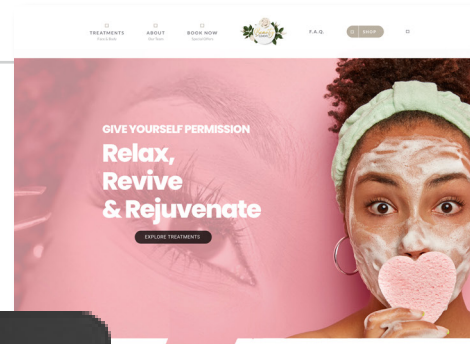 TREATMENTS
ABOUT
BOOK NOW
F.A.Q.
SHOP
GIVE YOURSELF PERMISSION
Relax,
Revive
& Rejuvenate
EXPLORE TREATMENTS